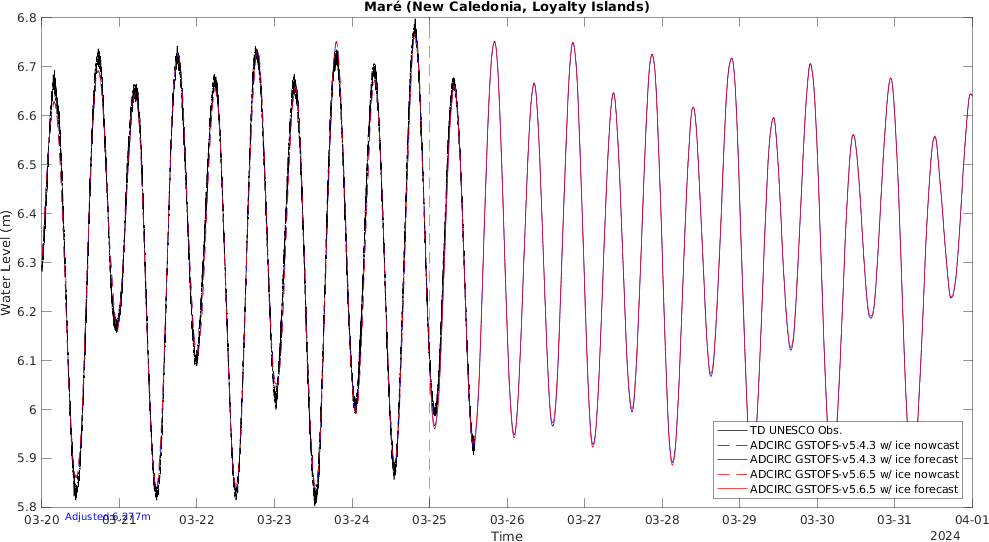 Maré (New Caledonia, Loyalty Islands)
6.8
6.7
6.6
6.5
6.4
6.3
6.2
6.1
6
5.9
5.8
Water Level (m)
TD UNESCO Obs.
ADCIRC GSTOFS-v5.4.3 w/ ice nowcast
ADCIRC GSTOFS-v5.4.3 w/ ice forecast
ADCIRC GSTOFS-v5.6.5 w/ ice nowcast
ADCIRC GSTOFS-v5.6.5 w/ ice forecast
03-20 03-21 03-22 03-23 03-24 03-25 03-26 03-27 03-28 03-29 03-30 03-31 04-01
Adjusted 6.277m
Time
2024